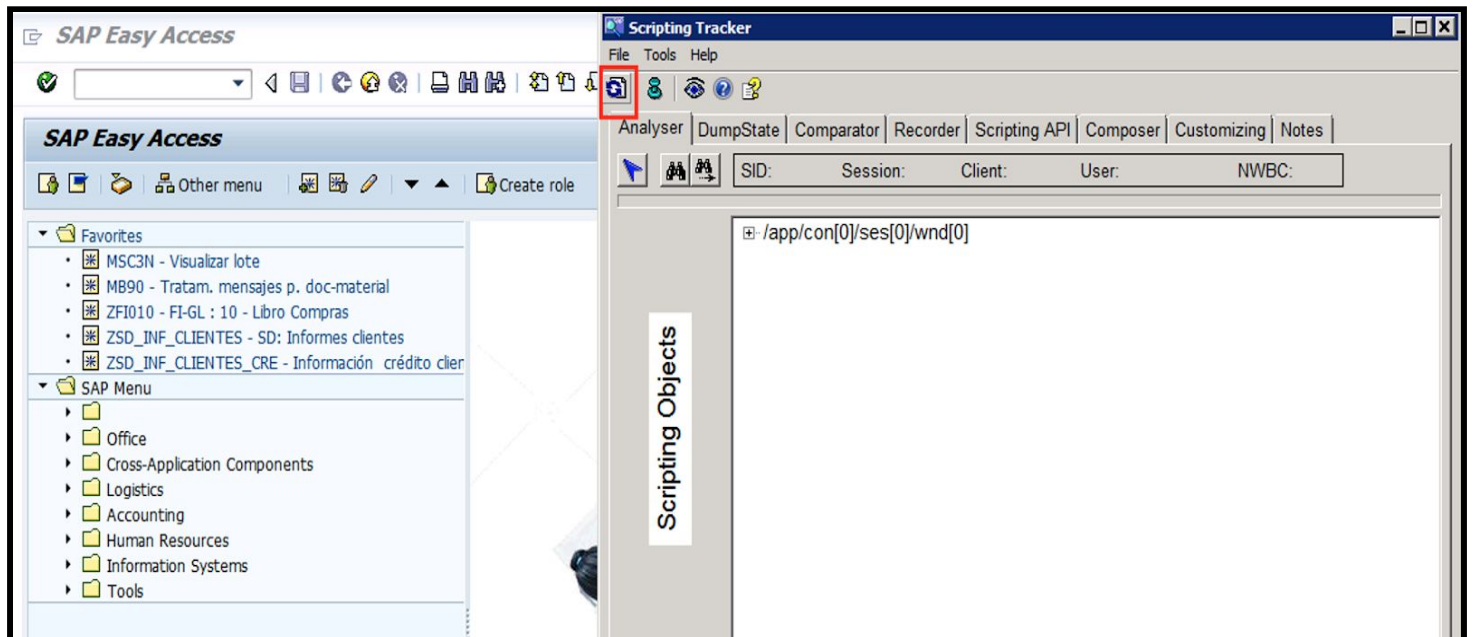 SAP Easy Access
SAP Easy Access
Other menu
Create role
Favorites
MSC3N - Visualizar lote
MB90 - Tratam. mensajes p. doc-material
ZFI010 - FI-GL : 10 - Libro Compras
ZSD_INF_CLIENTES - SD: Informes clientes
ZSD_INF_CLIENTES_CRE - Información crédito clien
SAP Menu
Office
Cross-Application Components
Logistics
Accounting
Human Resources
Information Systems
Tools
Scripting Tracker
File Tools Help
Analyser DumpState Comparator Recorder Scripting API Composer Customizing Notes
SID: Session: Client: User: NWBC:
/app/con[0]/ses[0]/wnd[0]
Scripting Objects